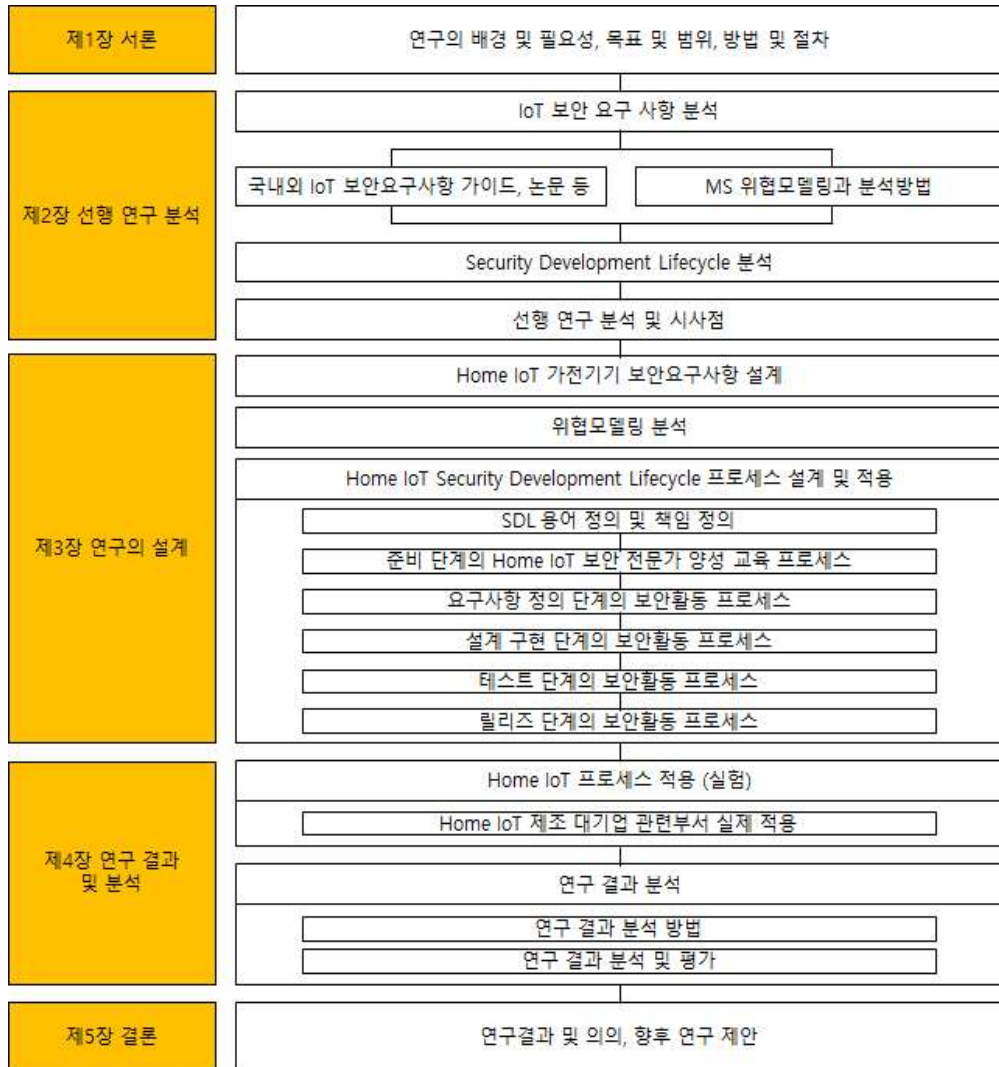 제1장 서론
연구의 배경 및 필요성, 목표 및 범위, 방법 및 절차
제2장 선행 연구 분석
IoT 보안 요구 사항 분석
국내외 IoT 보안요구사항 가이드, 논문 등
MS 위협모델링과 분석방법
Security Development Lifecycle 분석
선행 연구 분석 및 시사점
제3장 연구의 설계
Home IoT 가전기기 보안요구사항 설계
위협모델링 분석
Home IoT Security Development Lifecycle 프로세스 설계 및 적용
SDL 용어 정의 및 책임 정의
준비 단계의 Home IoT 보안 전문가 양성 교육 프로세스
요구사항 정의 단계의 보안활동 프로세스
설계 구현 단계의 보안활동 프로세스
테스트 단계의 보안활동 프로세스
릴리즈 단계의 보안활동 프로세스
제4장 연구 결과
및 분석
Home IoT 프로세스 적용 (실험)
Home IoT 제조 대기업 관련부서 실제 적용
연구 결과 분석
연구 결과 분석 방법
연구 결과 분석 및 평가
제5장 결론
연구결과 및 의의, 향후 연구 제안